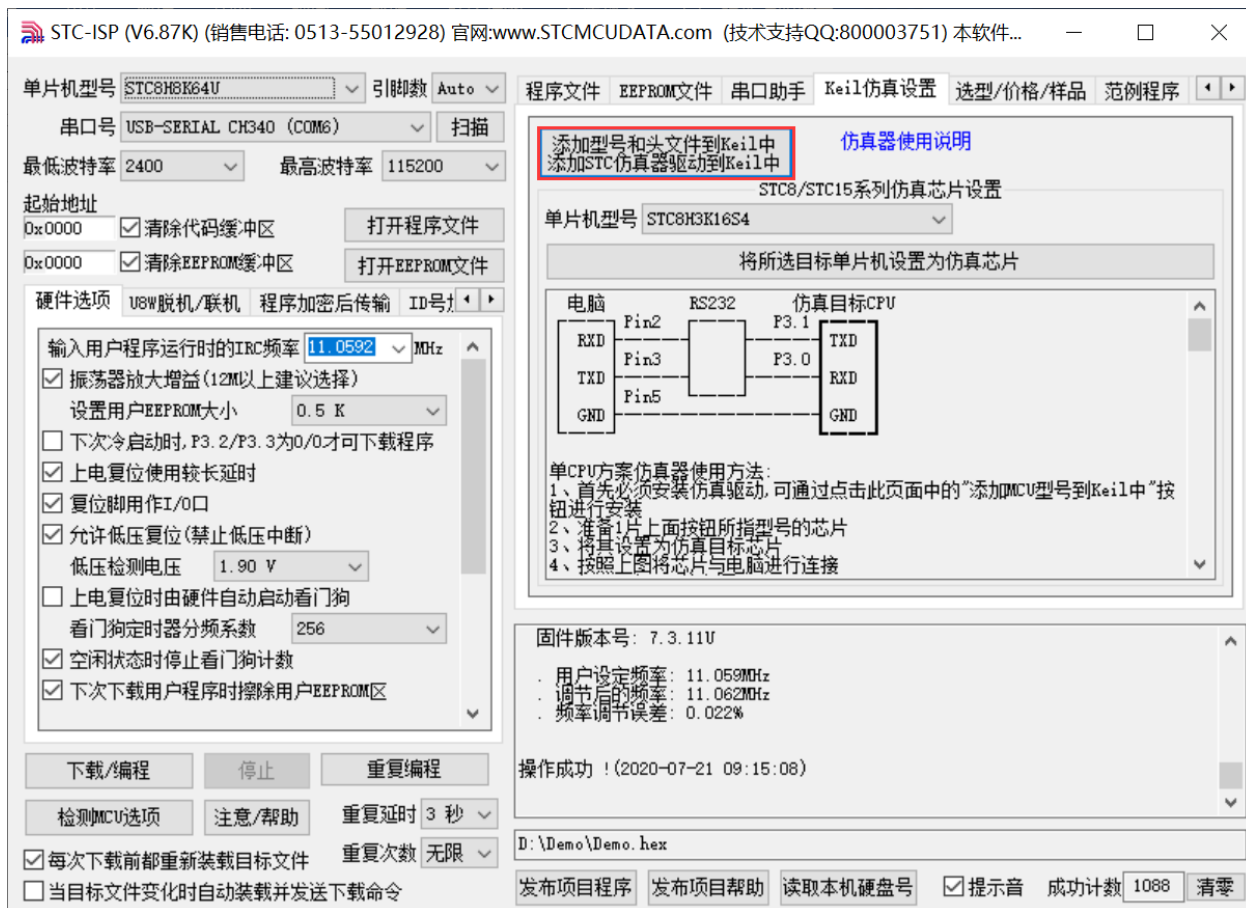 STC-ISP (V6.87K) (销售电话: 0513-55012928) 官网:www.STCMCUDATA.com (技术支持QQ:800003751) 本软件...
单片机型号 STC8H8K64U 引脚数 Auto
串口号 USB-SERIAL CH340 (COM6) 扫描
最低波特率 2400 最高波特率 115200
起始地址
0x0000 清除代码缓冲区 打开程序文件
0x0000 清除EEPROM缓冲区 打开EEPROM文件
硬件选项 U8W脱机/联机 程序加密后传输 ID号
输入用户程序运行时的IRC频率 11.0592 MHz
振荡器放大增益(12M以上建议选择)
设置用户EEPROM大小 0.5 K
下次冷启动时,P3.2/P3.3为0/0才可下载程序
上电复位使用较长延时
复位脚用作I/O口
允许低压复位(禁止低压中断)
低压检测电压 1.90 V
上电复位时由硬件自动启动看门狗
看门狗定时器分频系数 256
空闲状态时停止看门狗计数
下次下载用户程序时擦除用户EEPROM区
下载/编程 停止 重复编程
检测MCU选项 注意/帮助 重复延时 3 秒
每次下载前都重新装载目标文件 重复次数 无限
当目标文件变化时自动装载并发送下载命令
程序文件 EEPROM文件 串口助手 Keil仿真设置 选型/价格/样品 范例程序
添加型号和头文件到Keil中
添加STC仿真器驱动到Keil中
仿真器使用说明
STC8/STC15系列仿真芯片设置
单片机型号 STC8H3K16S4
将所选目标单片机设置为仿真芯片
电脑 RS232 仿真目标CPU
Pin2 P3.1
RXD TXD
Pin3 P3.0
TXD RXD
Pin5
GND GND
单CPU方案仿真器使用方法:
1、首先必须安装仿真驱动,可通过点击此页面中的"添加MCU型号到Keil中"按
钮进行安装
2、准备1片上面按钮所指型号的芯片
3、将其设置为仿真目标芯片
4、按照上图将芯片与电脑进行连接
固件版本号: 7.3.11U
. 用户设定频率: 11.059MHz
. 调节后的频率: 11.062MHz
. 频率调节误差: 0.022%
操作成功 !(2020-07-21 09:15:08)
D:\Demo\Demo.hex
发布项目程序 发布项目帮助 读取本机硬盘号 提示音 成功计数 1088 清零